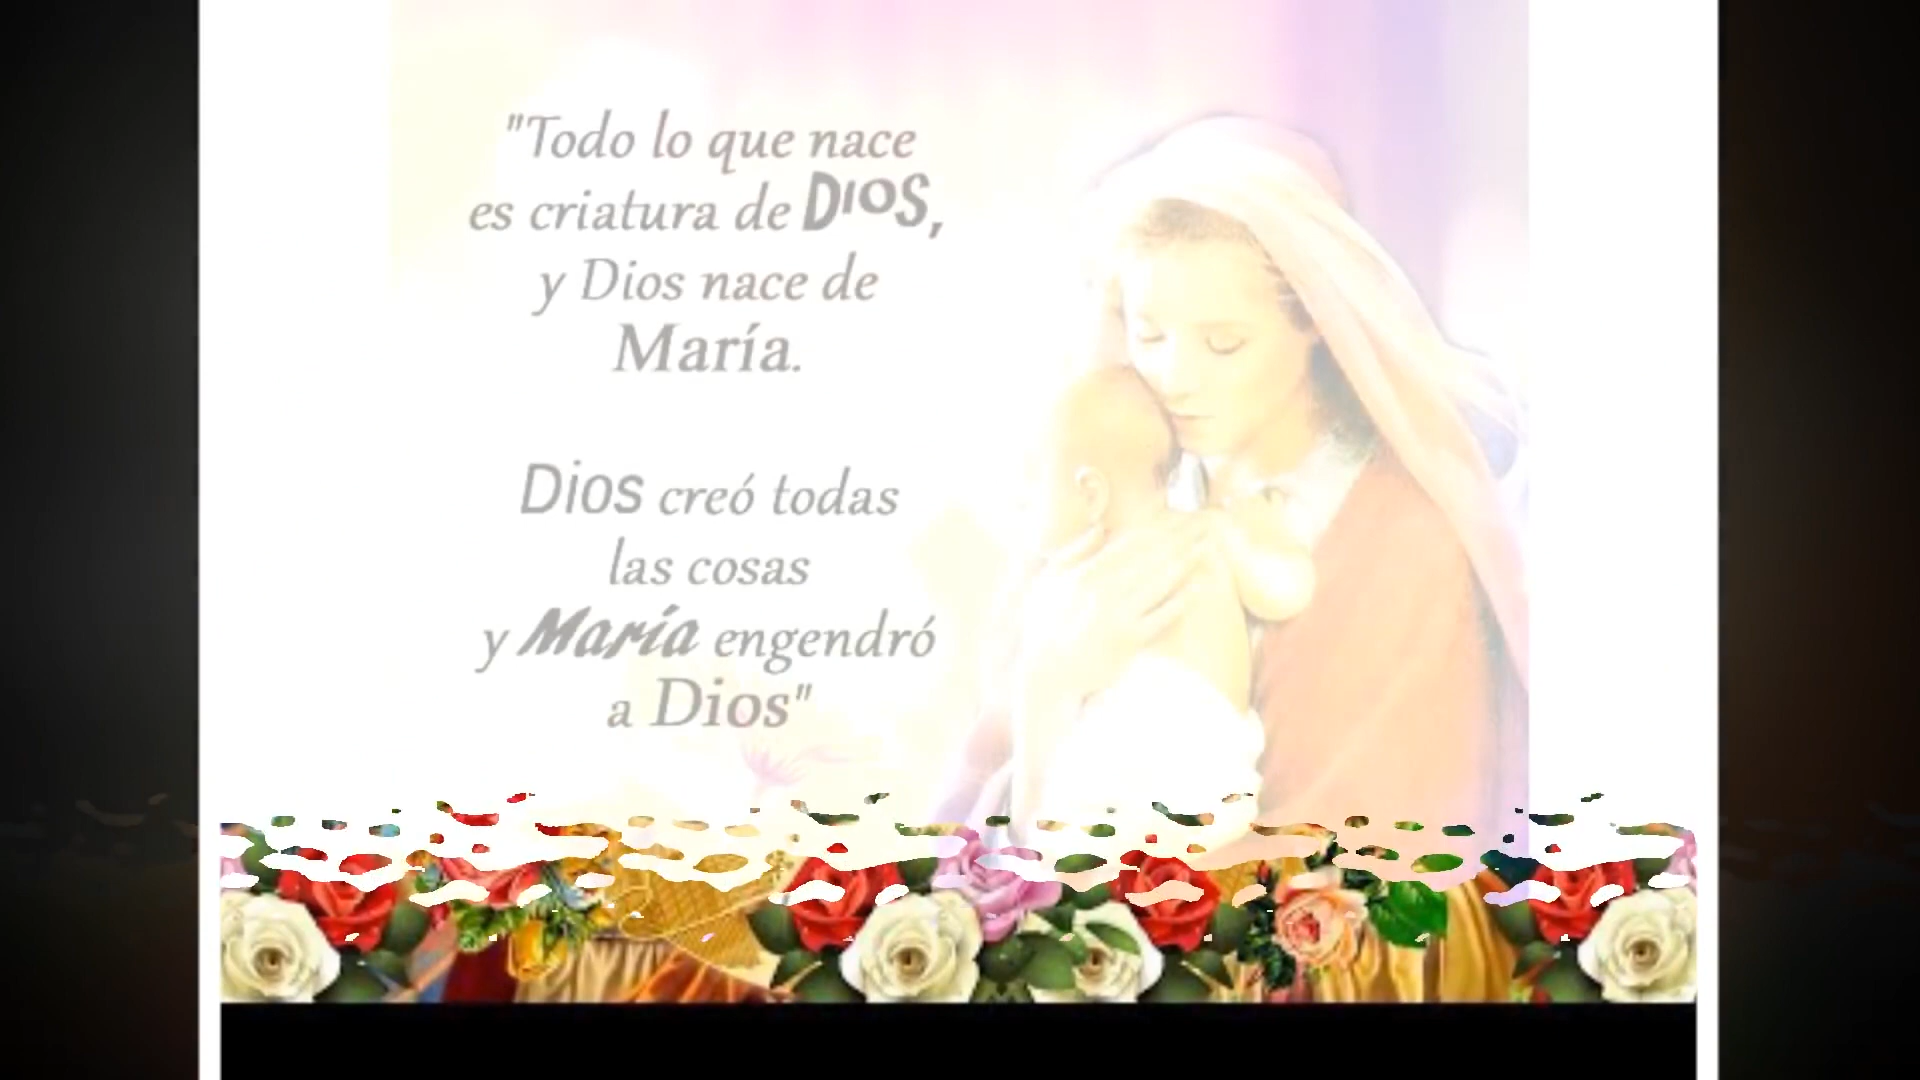 "Todo lo que nace
es criatura de DIOS,
y Dios nace de
María.
Dios creó todas
las cosas
y María engendró
a Dios"